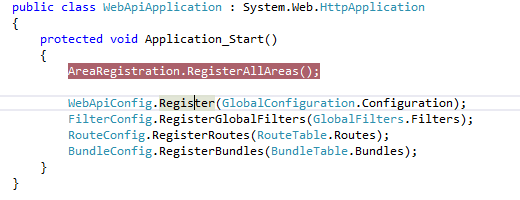 public class WebApiApplication : System.Web.HttpApplication
{
protected void Application_Start()
{
AreaRegistration.RegisterAllAreas();
WebApiConfig.Register(GlobalConfiguration.Configuration);
FilterConfig.RegisterGlobalFilters(GlobalFilters.Filters);
RouteConfig.RegisterRoutes(RouteTable.Routes);
BundleConfig.RegisterBundles(BundleTable.Bundles);
}
}